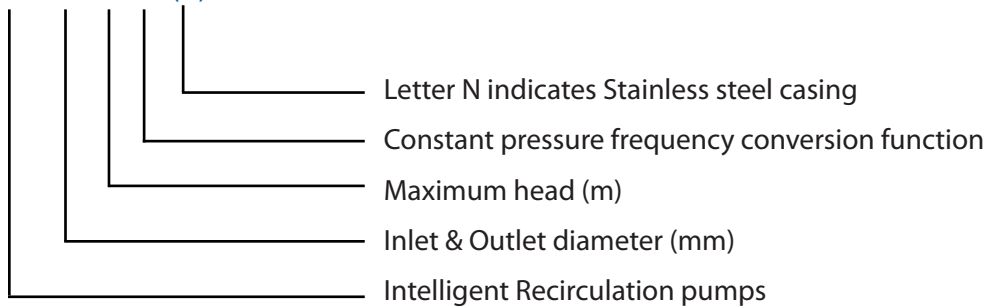 Letter N indicates Stainless steel casing
Constant pressure frequency conversion function
Maximum head (m)
Inlet & Outlet diameter (mm)
Intelligent Recirculation pumps